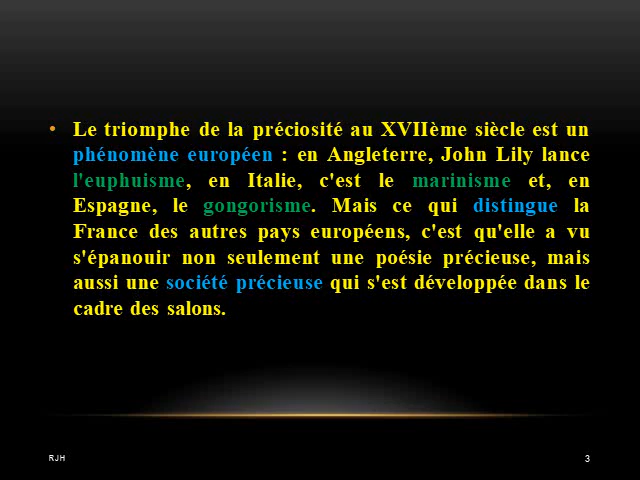 • Le triomphe de la préciosité au XVIIème siècle est un
phénomène européen : en Angleterre, John Lily lance
l'euphuisme, en Italie, c'est le marinisme et, en
Espagne, le gongorisme. Mais ce qui distingue la
France des autres pays européens, c'est qu'elle a vu
s'épanouir non seulement une poésie précieuse, mais
aussi une société précieuse qui s'est développée dans le
cadre des salons.
RJH
3